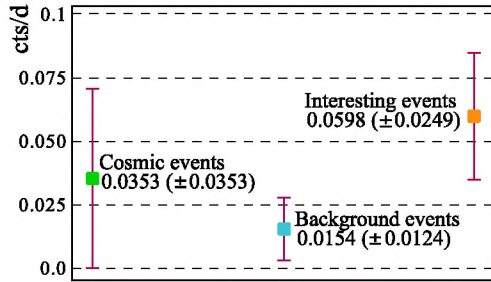 cts/d
0.1
0.075
0.050
0.025
0.0
Interesting events
0.0598 (±0.0249)
Cosmic events
0.0353 (±0.0353)
Background events
0.0154 (±0.0124)